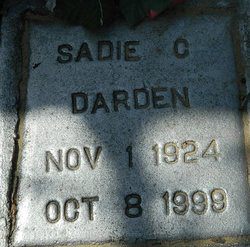 SADIE C
DARDEN
NOV 1 1924
OCT 8 1999